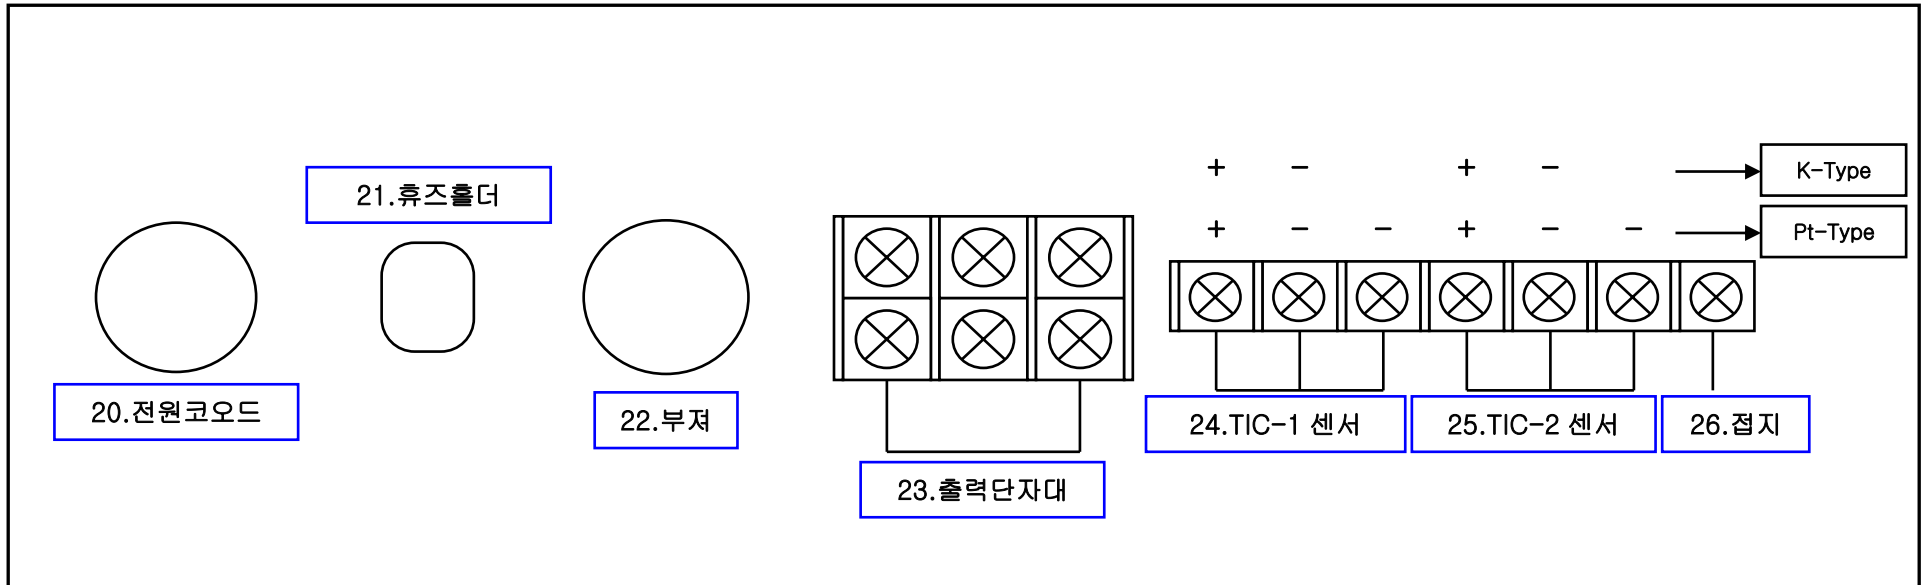 + − + − K-Type
21.휴즈홀더
+ − − + − − Pt-Type
20.전원코오드
22.부져
24.TIC-1 센서
25.TIC-2 센서
26.접지
23.출력단자대